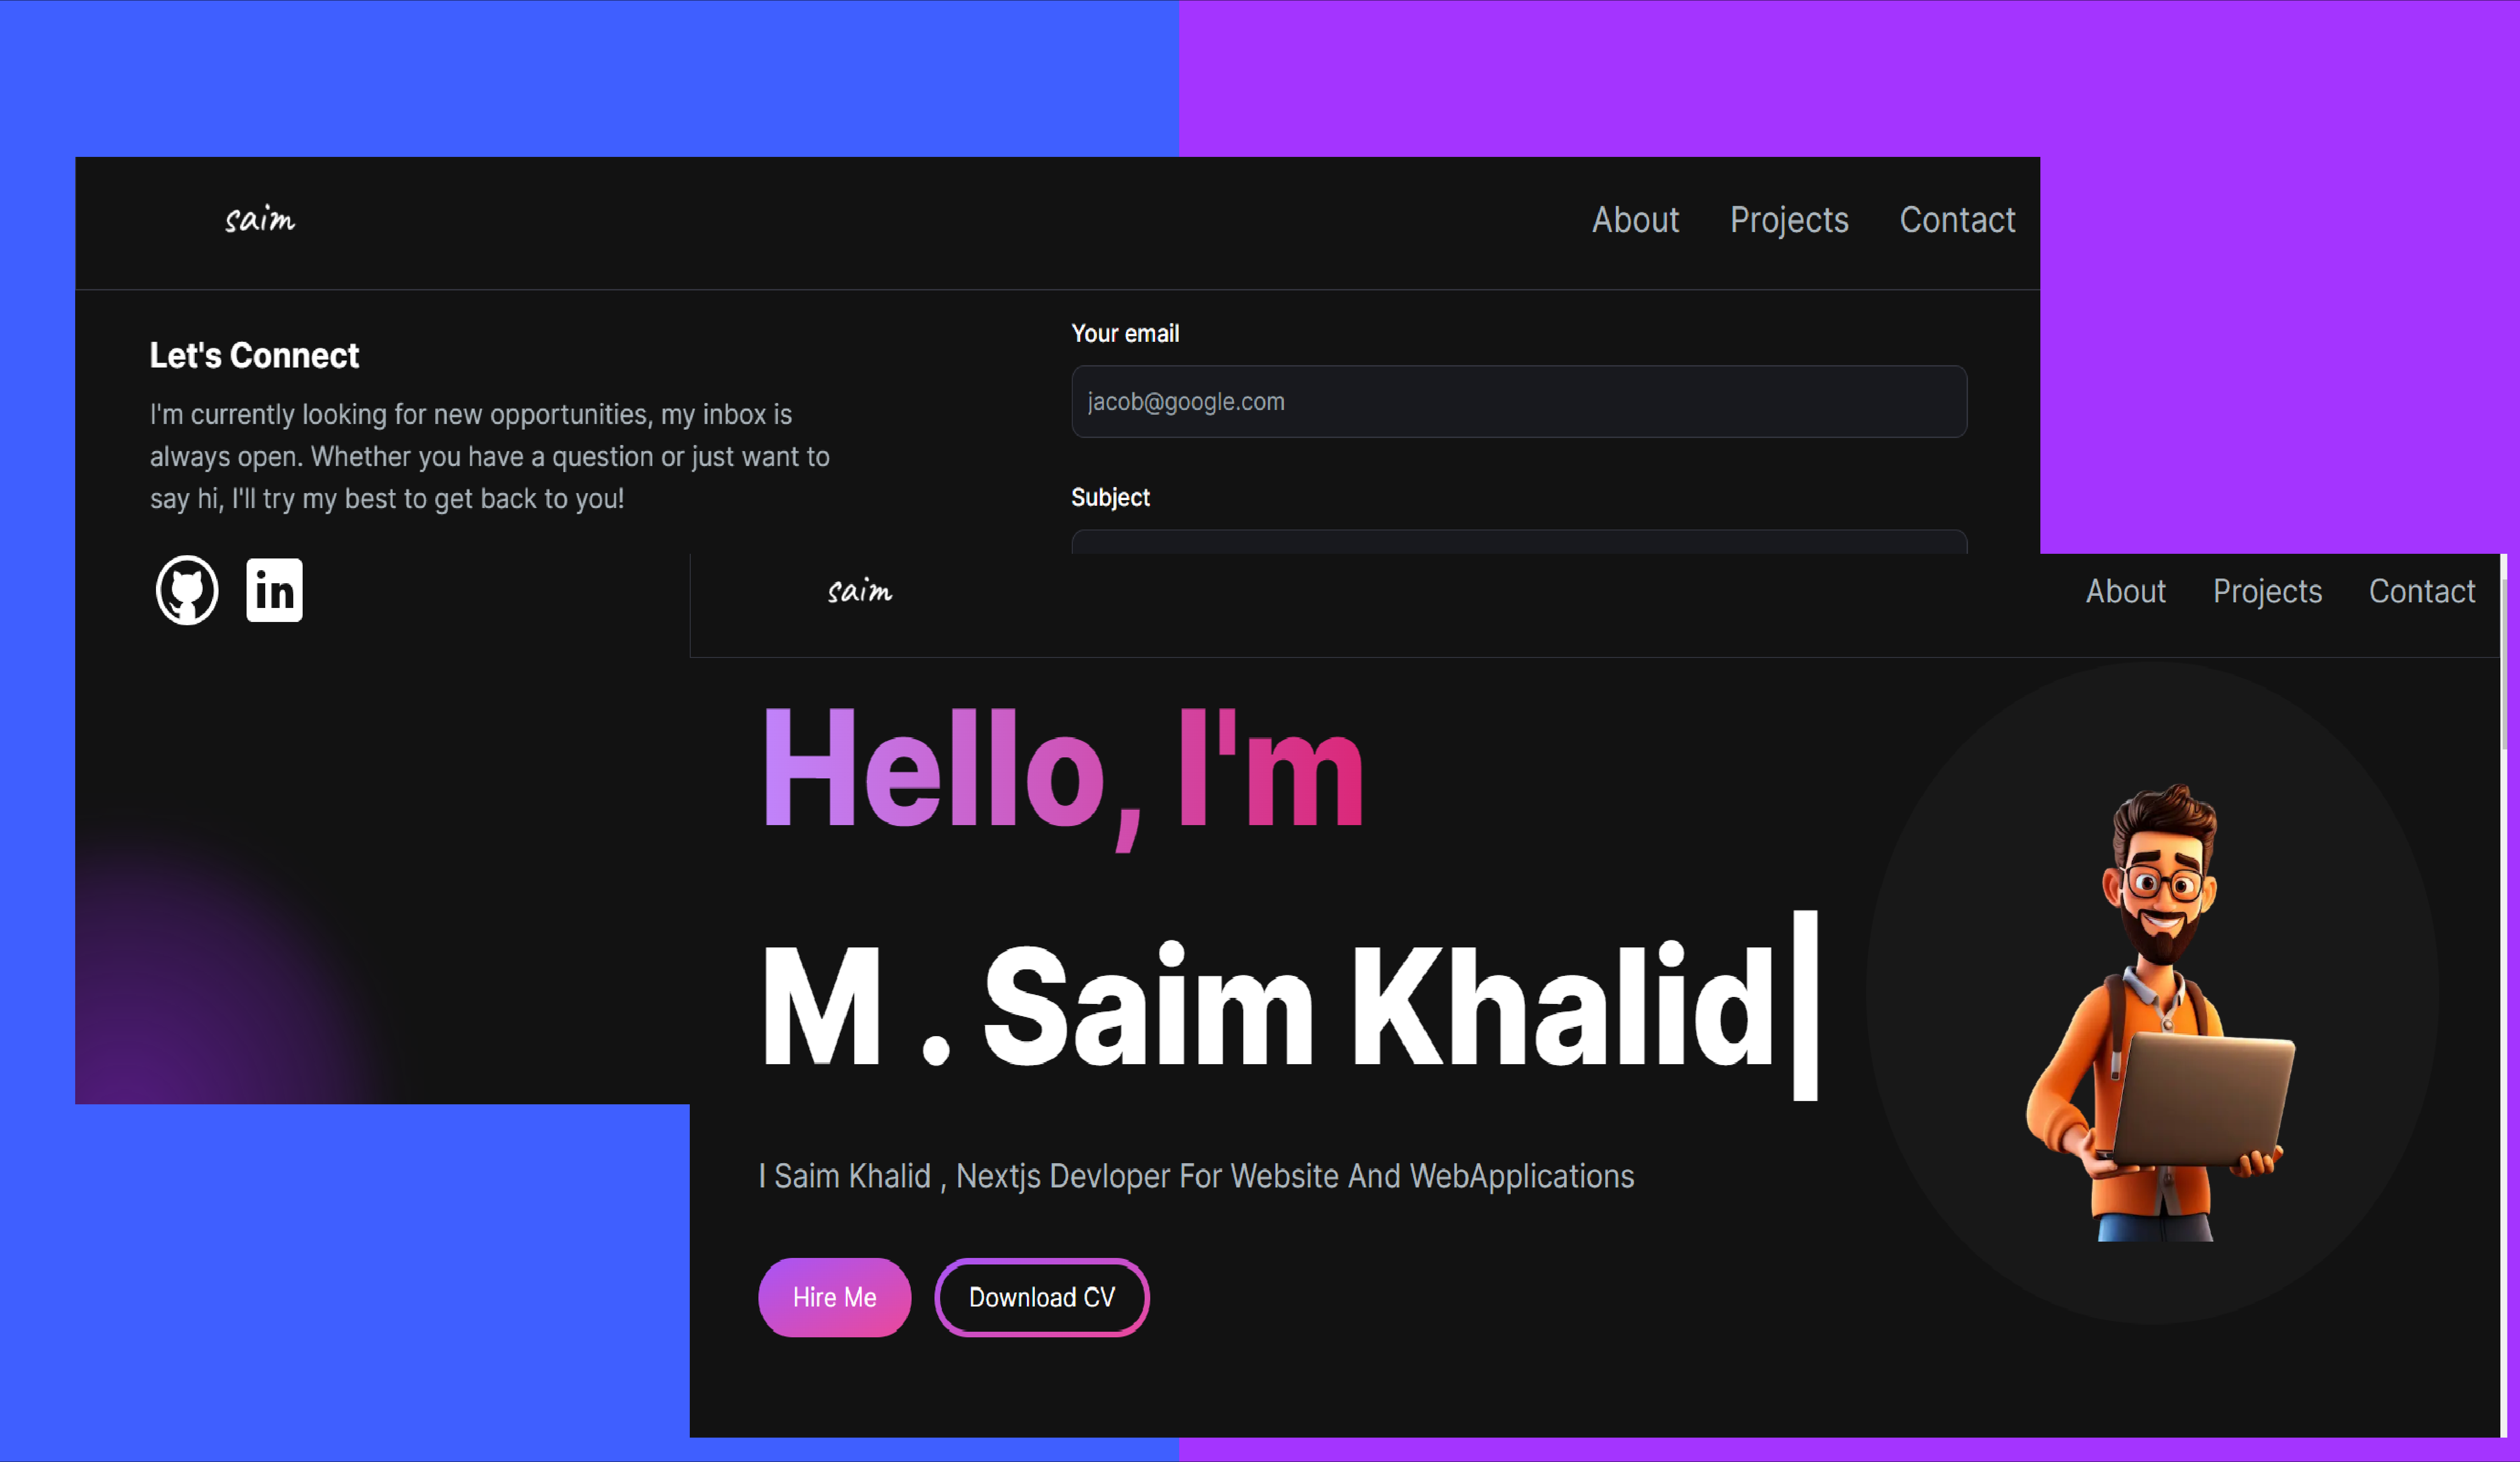 saim
About Projects Contact
Let's Connect
I'm currently looking for new opportunities, my inbox is
always open. Whether you have a question or just want to
say hi, I'll try my best to get back to you!
in
Your email
jacob@google.com
Subject
saim
About Projects Contact
Hello, I'm
M . Saim Khalid
I Saim Khalid , Nextjs Devloper For Website And WebApplications
Hire Me
Download CV